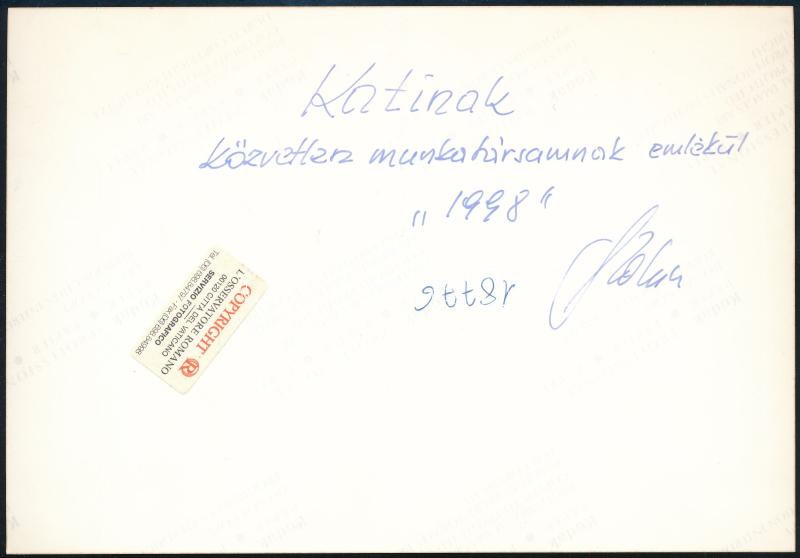 Katinak
Közvetlen munkatársamnak emlékül
„1998"
18776
COPYRIGHT ®
L'OSSERVATORE ROMANO
00120 CITTÀ DEL VATICANO
SERVIZIO FOTOGRAFICO